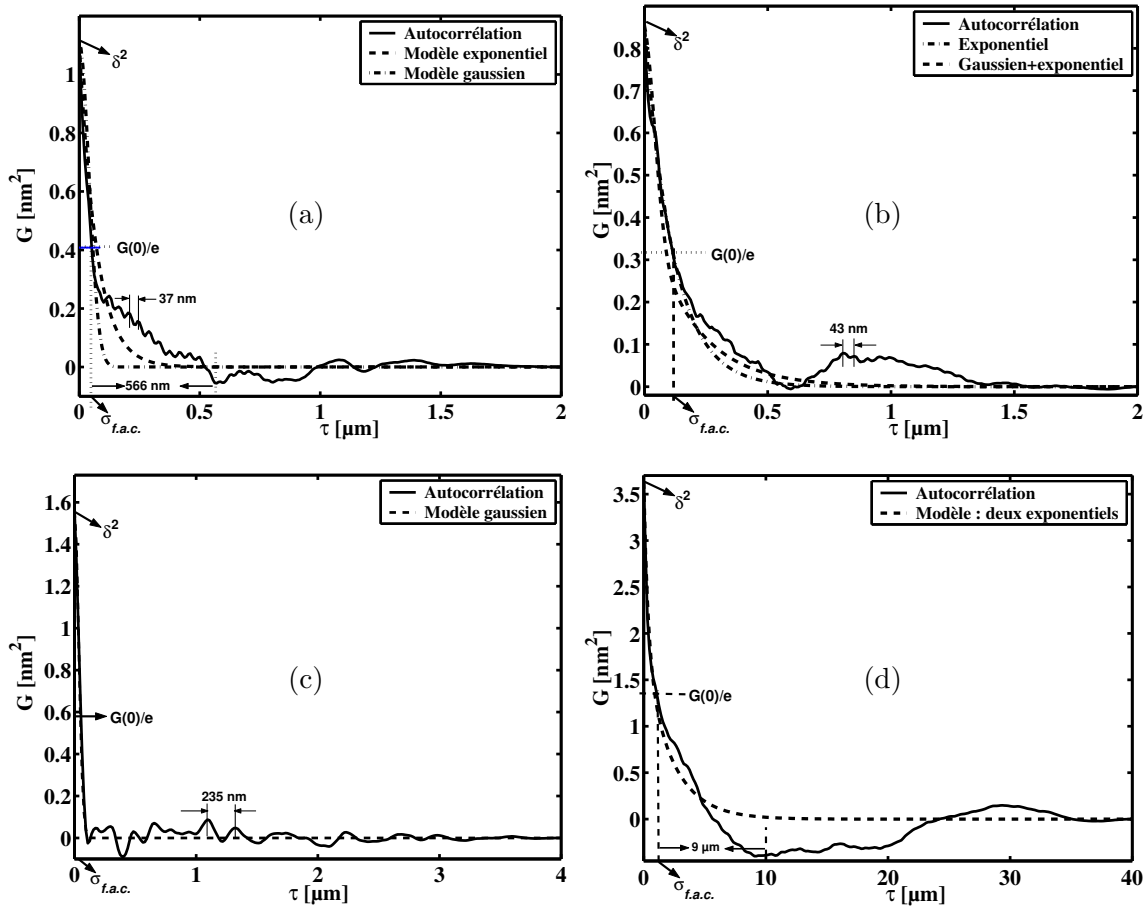 Autocorrélation
Modèle exponentiel
Modèle gaussien
δ²
G [nm²]
1
0.8
0.6
0.4
0.2
0
G(0)/e
37 nm
566 nm
(a)
0 0.5 1 1.5 2
σf.a.c.
τ [µm]
Autocorrélation
Exponentiel
Gaussien+exponentiel
δ²
G [nm²]
0.8
0.7
0.6
0.5
0.4
0.3
0.2
0.1
0
G(0)/e
43 nm
(b)
0 0.5 1 1.5 2
σf.a.c.
τ [µm]
Autocorrélation
Modèle gaussien
δ²
G [nm²]
1.6
1.4
1.2
1
0.8
0.6
0.4
0.2
0
G(0)/e
235 nm
(c)
0 1 2 3 4
σf.a.c.
τ [µm]
Autocorrélation
Modèle : deux exponentiels
δ²
G [nm²]
3.5
3
2.5
2
1.5
1
0.5
0
G(0)/e
9 µm
(d)
0 10 20 30 40
σf.a.c.
τ [µm]